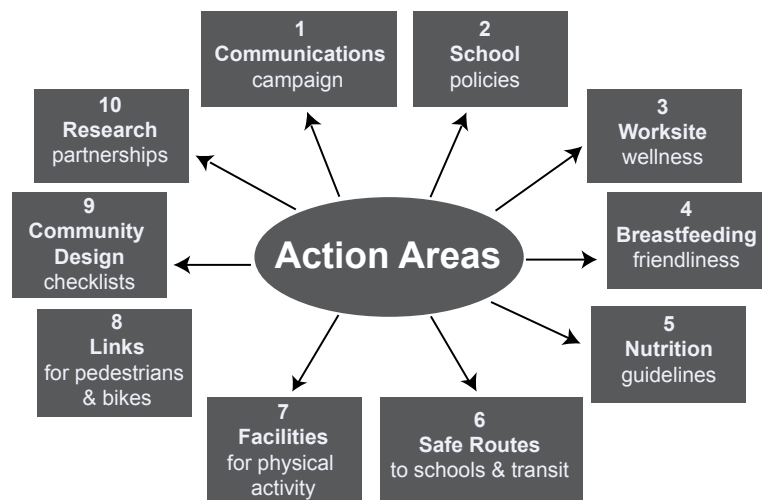 1
Communications
campaign
2
School
policies
3
Worksite
wellness
4
Breastfeeding
friendliness
5
Nutrition
guidelines
6
Safe Routes
to schools & transit
7
Facilities
for physical
activity
8
Links
for pedestrians
& bikes
9
Community
Design
checklists
10
Research
partnerships
Action Areas